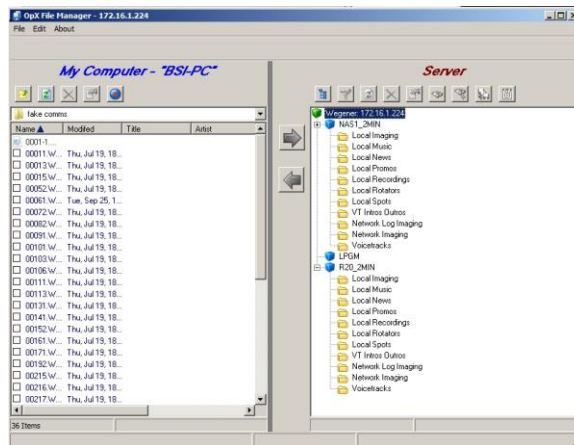 OpX File Manager - 172.16.1.224
File Edit About
My Computer - "BSI-PC"
fake comms
Name Modified Title Artist
0001-1....
00011.W... Thu, Jul 19, 18...
00013.W... Thu, Jul 19, 18...
00015.W... Thu, Jul 19, 18...
00052.W... Thu, Jul 19, 18...
00061.W... Tue, Sep 25, 1...
00072.W... Thu, Jul 19, 18...
00082.W... Thu, Jul 19, 18...
00091.W... Thu, Jul 19, 18...
00101.W... Thu, Jul 19, 18...
00103.W... Thu, Jul 19, 18...
00106.W... Thu, Jul 19, 18...
00111.W... Thu, Jul 19, 18...
00113.W... Thu, Jul 19, 18...
00131.W... Thu, Jul 19, 18...
00141.W... Thu, Jul 19, 18...
00152.W... Thu, Jul 19, 18...
00161.W... Thu, Jul 19, 18...
00171.W... Thu, Jul 19, 18...
00192.W... Thu, Jul 19, 18...
00215.W... Thu, Jul 19, 18...
00216.W... Thu, Jul 19, 18...
00217.W... Thu, Jul 19, 18...
36 Items
Server
Wegener: 172.16.1.224
NAS1_2MIN
Local Imaging
Local Music
Local News
Local Promos
Local Recordings
Local Rotators
Local Spots
VT Intros Outros
Network Log Imaging
Network Imaging
Voicetracks
LPGM
R20_2MIN
Local Imaging
Local Music
Local News
Local Promos
Local Recordings
Local Rotators
Local Spots
VT Intros Outros
Network Log Imaging
Network Imaging
Voicetracks